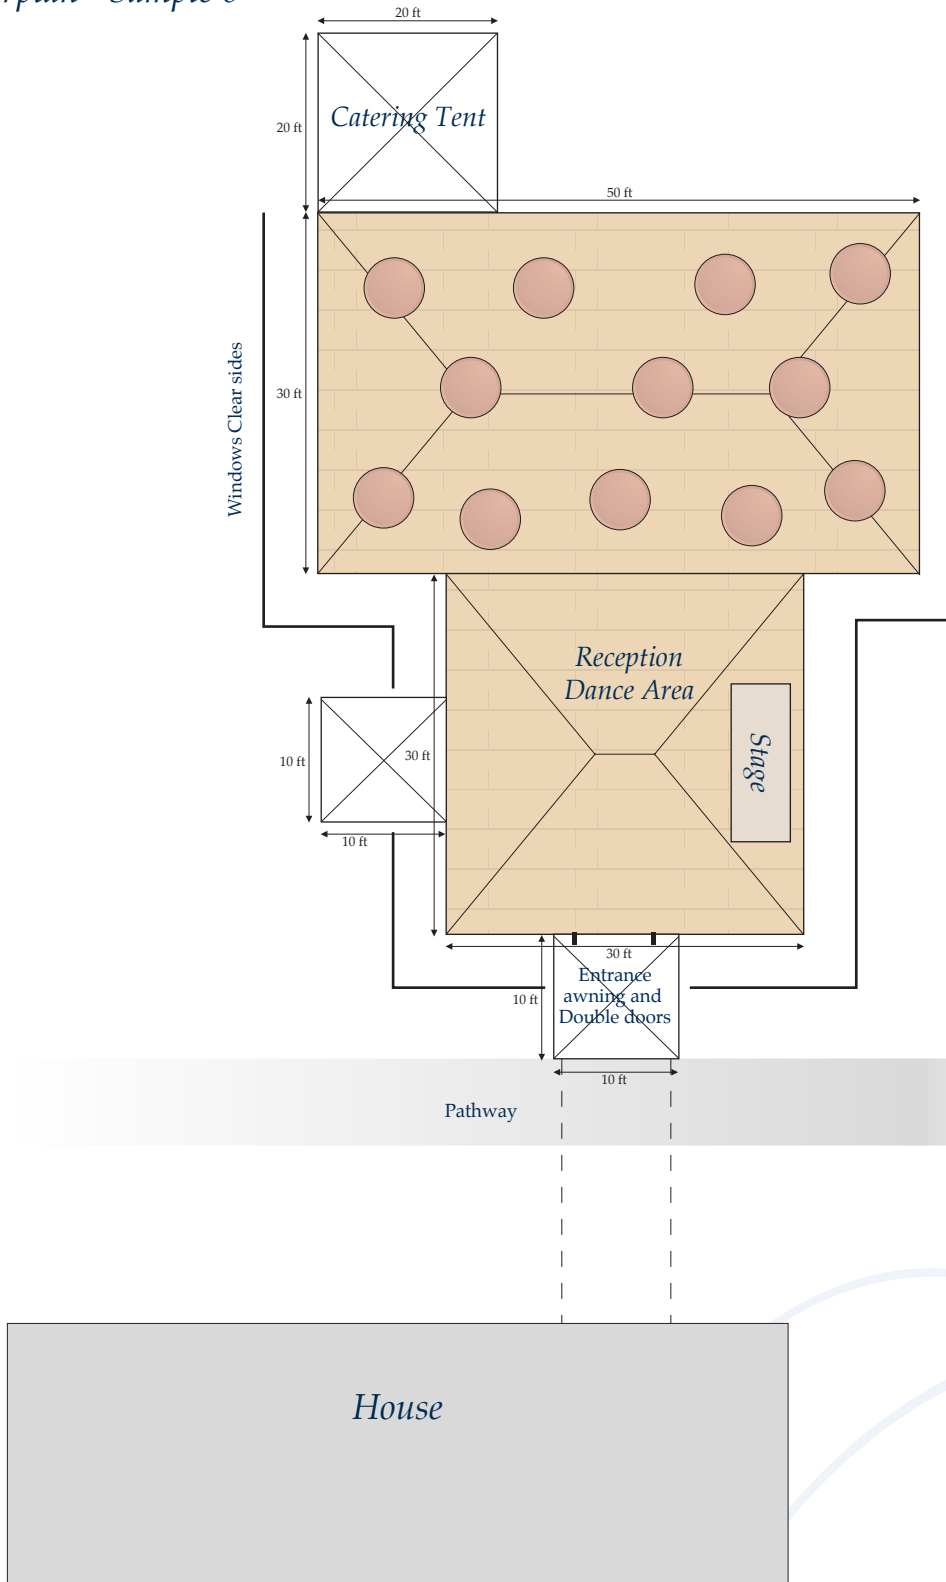 Sample
20 ft
Catering Tent
20 ft
50 ft
Windows Clear sides
30 ft
Reception
Dance Area
Stage
10 ft
30 ft
10 ft
30 ft
Entrance
awning and
Double doors
10 ft
10 ft
Pathway
House